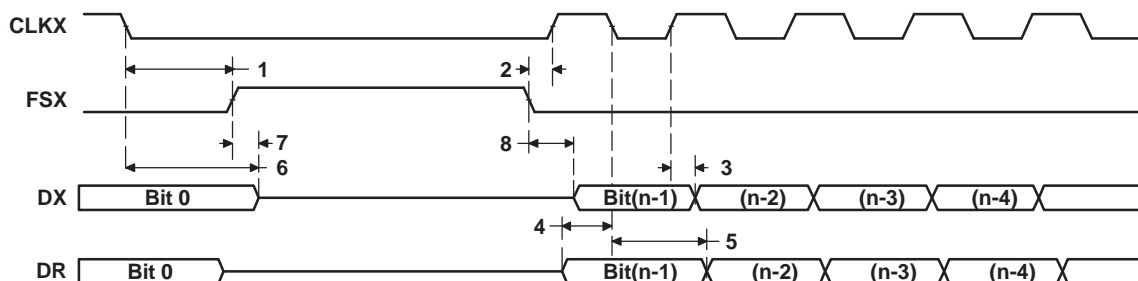 CLKX
1
2
FSX
7
8
6
3
DX
Bit 0
Bit(n-1)
(n-2)
(n-3)
(n-4)
4
5
DR
Bit 0
Bit(n-1)
(n-2)
(n-3)
(n-4)